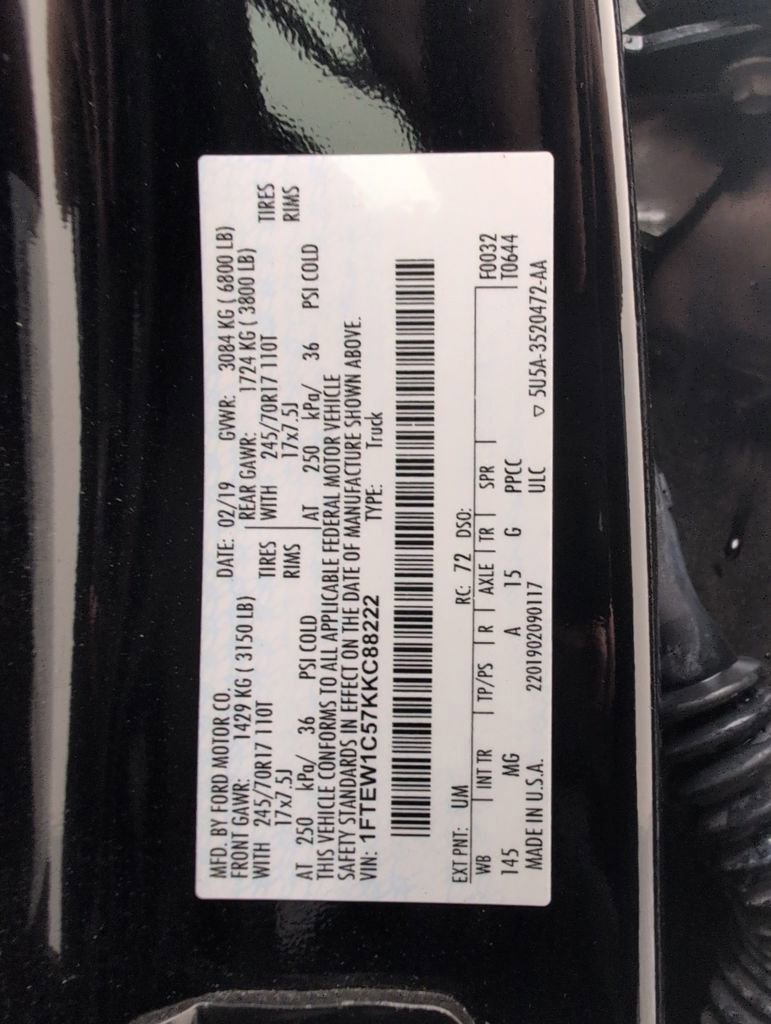 MFD. BY FORD MOTOR CO. DATE: 02/19 GVWR: 3084 KG ( 6800 LB)
FRONT GAWR: 1429 KG ( 3150 LB) REAR GAWR: 1724 KG ( 3800 LB)
WITH 245/70R17 110T TIRES WITH 245/70R17 110T TIRES
17x7.5J RIMS 17x7.5J RIMS
AT 250 kPa/ 36 PSI COLD AT 250 kPa/ 36 PSI COLD
THIS VEHICLE CONFORMS TO ALL APPLICABLE FEDERAL MOTOR VEHICLE
SAFETY STANDARDS IN EFFECT ON THE DATE OF MANUFACTURE SHOWN ABOVE.
VIN: 1FTEW1C57KKC88222 TYPE: Truck
EXT PNT: UM RC: 72 DSO: F0032
WB INT TR TP/PS R AXLE TR SPR T0644
145 MG A 15 G PPCC
MADE IN U.S.A. 2201902090117 ULC ▽ 5U5A-3520472-AA